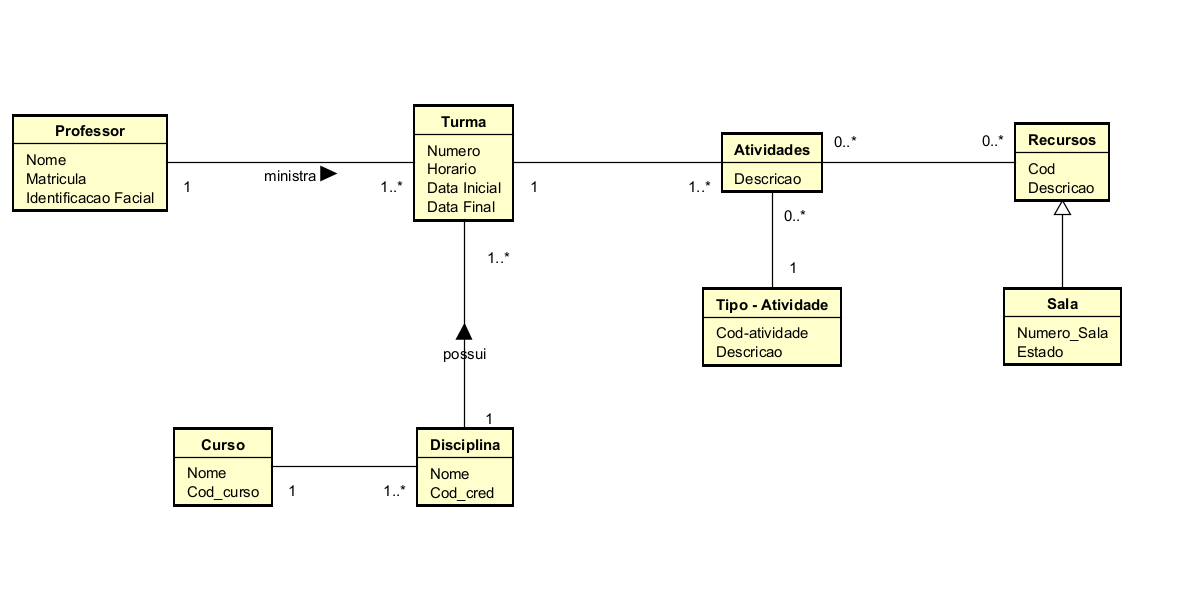 Professor
Nome
Matricula
Identificacao Facial
1
ministra
1..*
Turma
Numero
Horario
Data Inicial
Data Final
1
1..*
Atividades
Descricao
0..*
0..*
Recursos
Cod
Descricao
1..*
possui
1
0..*
1
Tipo - Atividade
Cod-atividade
Descricao
Sala
Numero_Sala
Estado
Curso
Nome
Cod_curso
1
1..*
Disciplina
Nome
Cod_cred